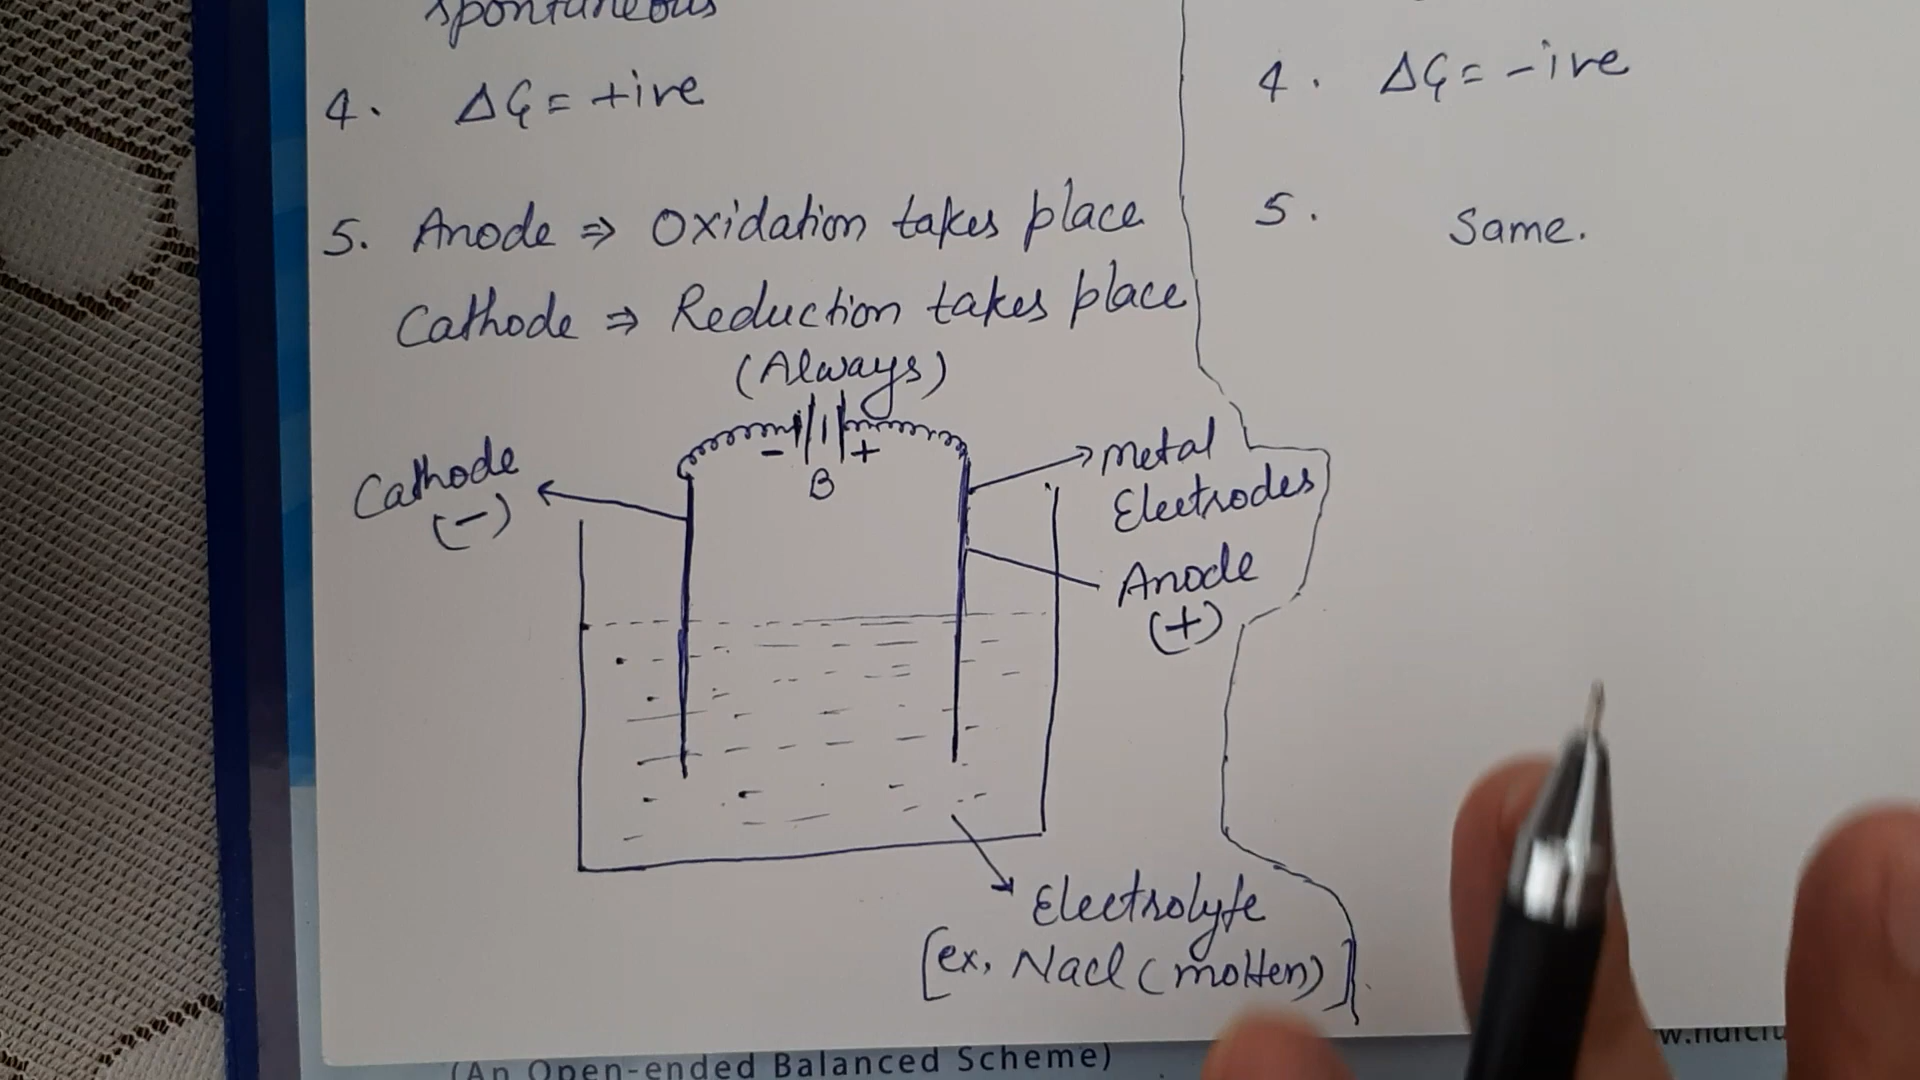 spontaneous
4. ΔG = +ive
5. Anode ⇒ Oxidation takes place
Cathode ⇒ Reduction takes place
(Always)
- +
B
Cathode
(-)
Metal
Electrodes
Anode
(+)
Electrolyte
[ex, Nacl (molten)]
4. ΔG = -ive
5. Same.
(An Open-ended Balanced Scheme)